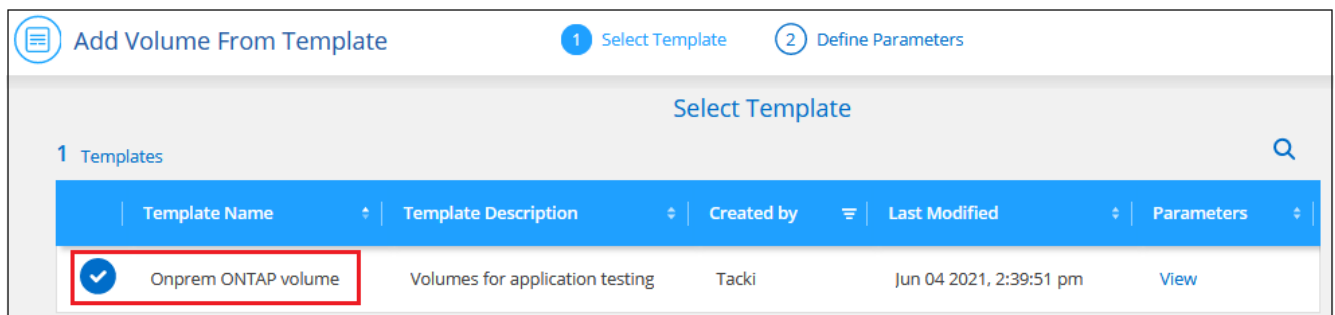 Add Volume From Template 1 Select Template 2 Define Parameters
Select Template
1 Templates
Template Name Template Description Created by Last Modified Parameters
Onprem ONTAP volume Volumes for application testing Tacki Jun 04 2021, 2:39:51 pm View